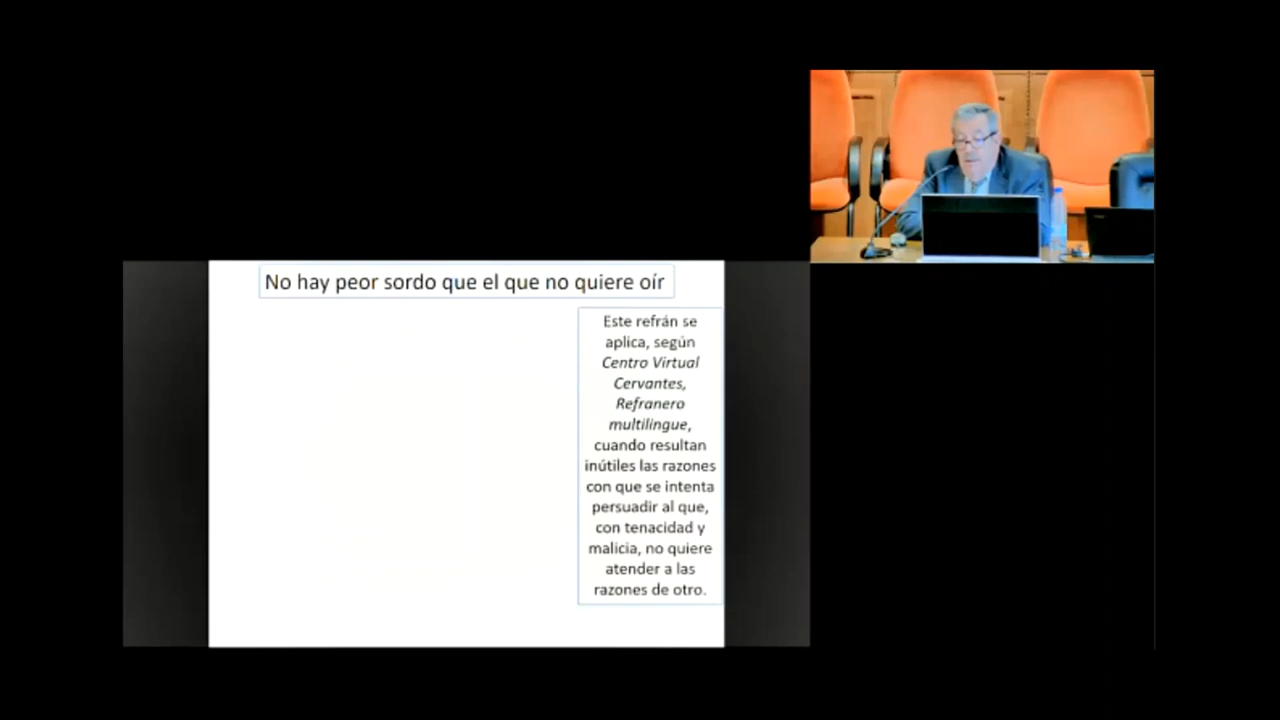 No hay peor sordo que el que no quiere oír
Este refrán se
aplica, según
Centro Virtual
Cervantes,
Refranero
multilingue,
cuando resultan
inútiles las razones
con que se intenta
persuadir al que,
con tenacidad y
malicia, no quiere
atender a las
razones de otro.